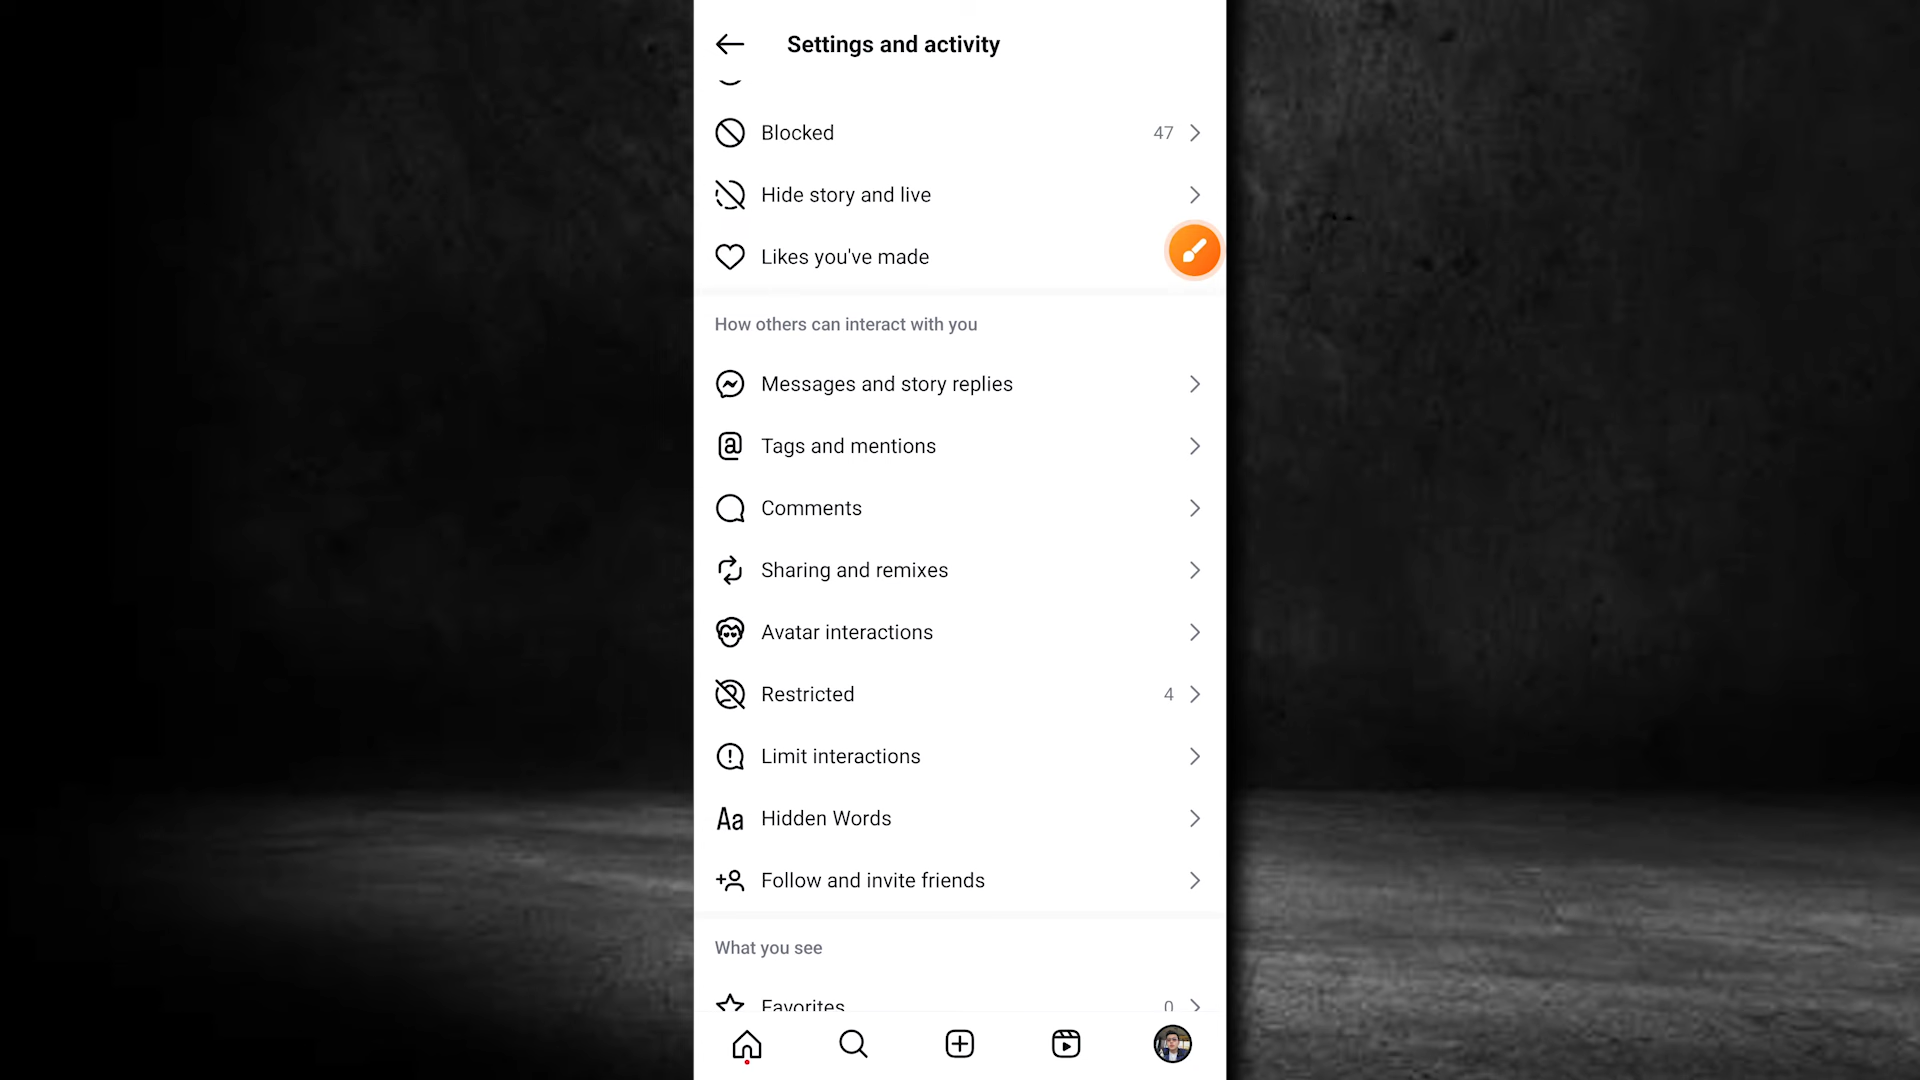 Settings and activity
Blocked 47
Hide story and live
Likes you've made
How others can interact with you
Messages and story replies
Tags and mentions
Comments
Sharing and remixes
Avatar interactions
Restricted 4
Limit interactions
Aa Hidden Words
Follow and invite friends
What you see
Favorites 0